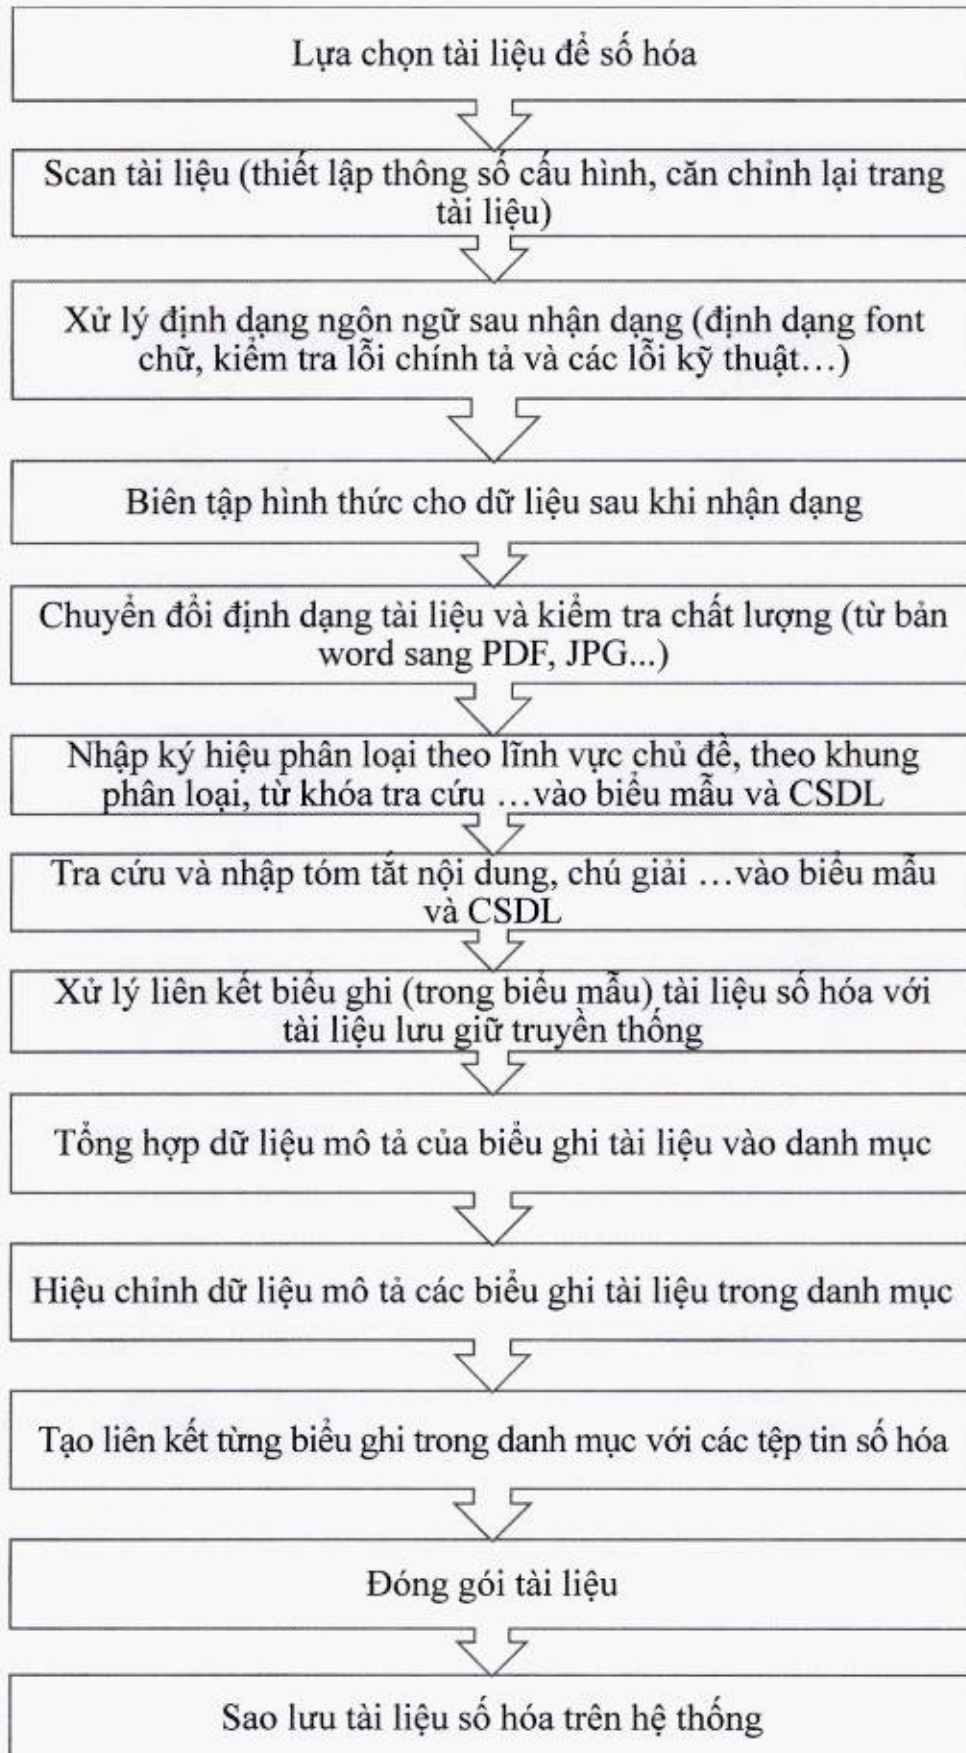 Lựa chọn tài liệu để số hóa
Scan tài liệu (thiết lập thông số cấu hình, căn chỉnh lại trang
tài liệu)
Xử lý định dạng ngôn ngữ sau nhận dạng (định dạng font
chữ, kiểm tra lỗi chính tả và các lỗi kỹ thuật…)
Biên tập hình thức cho dữ liệu sau khi nhận dạng
Chuyển đổi định dạng tài liệu và kiểm tra chất lượng (từ bản
word sang PDF, JPG...)
Nhập ký hiệu phân loại theo lĩnh vực chủ đề, theo khung
phân loại, từ khóa tra cứu …vào biểu mẫu và CSDL
Tra cứu và nhập tóm tắt nội dung, chú giải …vào biểu mẫu
và CSDL
Xử lý liên kết biểu ghi (trong biểu mẫu) tài liệu số hóa với
tài liệu lưu giữ truyền thống
Tổng hợp dữ liệu mô tả của biểu ghi tài liệu vào danh mục
Hiệu chỉnh dữ liệu mô tả các biểu ghi tài liệu trong danh mục
Tạo liên kết từng biểu ghi trong danh mục với các tệp tin số hóa
Đóng gói tài liệu
Sao lưu tài liệu số hóa trên hệ thống